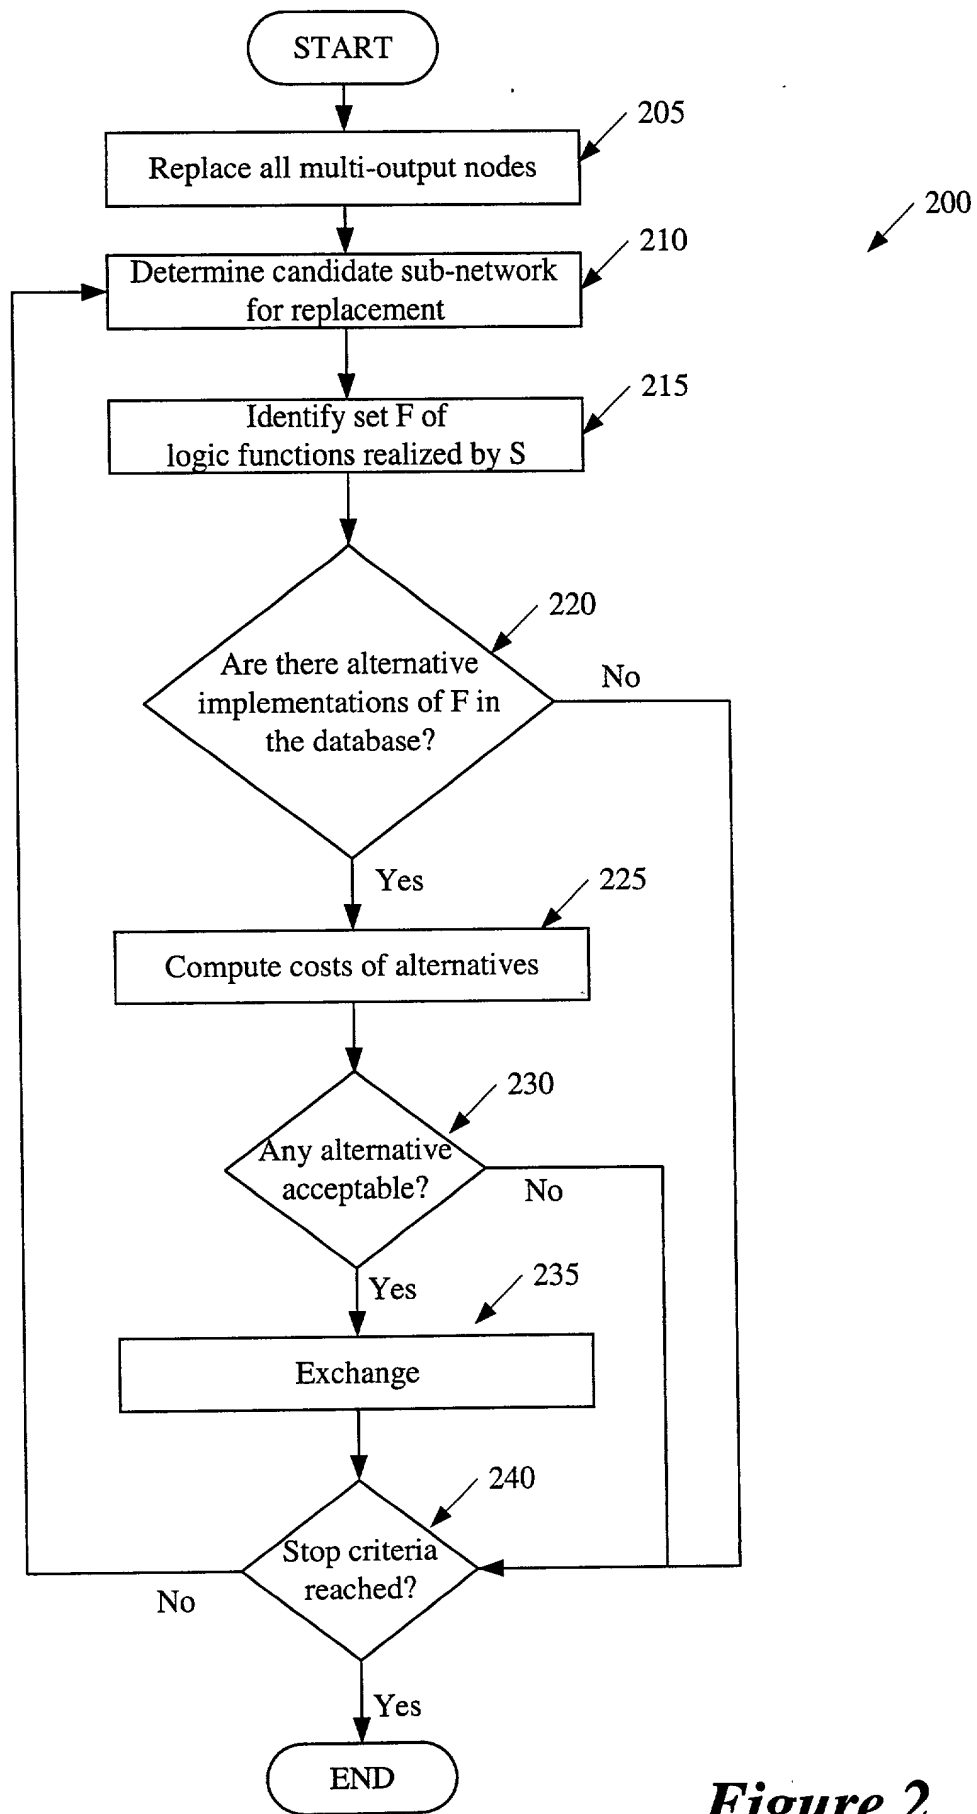 START
205
Replace all multi-output nodes
200
210
Determine candidate sub-network
for replacement
215
Identify set F of
logic functions realized by S
220
Are there alternative
implementations of F in
the database?
No
Yes
225
Compute costs of alternatives
230
Any alternative
acceptable?
No
Yes
235
Exchange
240
Stop criteria
reached?
No
Yes
END
Figure 2